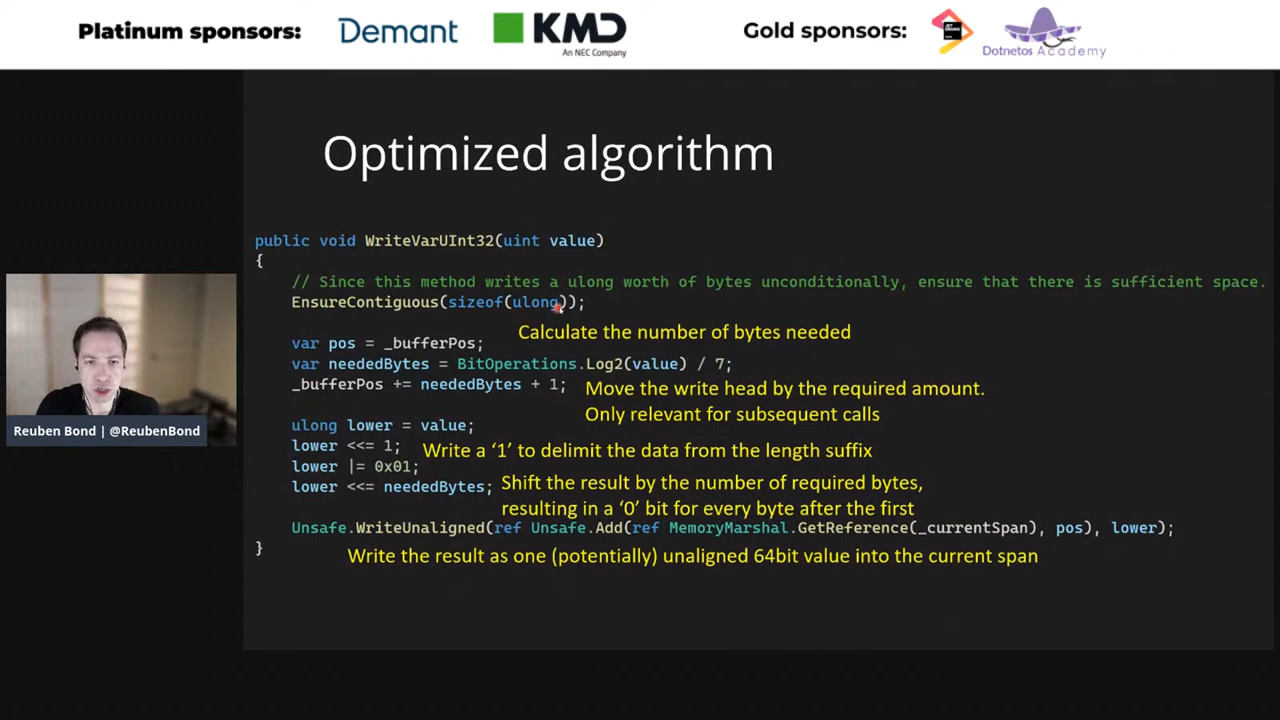 Platinum sponsors:
Demant
KMD
An NEC Company
Gold sponsors:
JET
BRAINS
Dotnetos Academy
Optimized algorithm
public void WriteVarUInt32(uint value)
{
// Since this method writes a ulong worth of bytes unconditionally, ensure that there is sufficient space.
EnsureContiguous(sizeof(ulong));
Calculate the number of bytes needed
var pos = _bufferPos;
var neededBytes = BitOperations.Log2(value) / 7;
_bufferPos += neededBytes + 1;
Move the write head by the required amount.
Only relevant for subsequent calls
ulong lower = value;
lower <<= 1;
Write a ‘1’ to delimit the data from the length suffix
lower |= 0x01;
lower <<= neededBytes;
Shift the result by the number of required bytes,
resulting in a ‘0’ bit for every byte after the first
Unsafe.WriteUnaligned(ref Unsafe.Add(ref MemoryMarshal.GetReference(_currentSpan), pos), lower);
}
Write the result as one (potentially) unaligned 64bit value into the current span
Reuben Bond | @ReubenBond